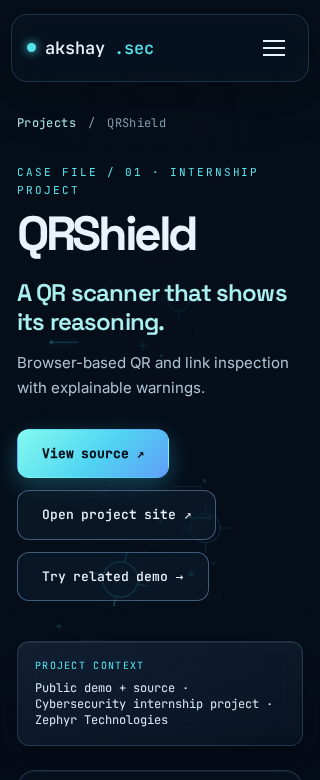 akshay .sec
Projects / QRShield
CASE FILE / 01 · INTERNSHIP
PROJECT
QRShield
A QR scanner that shows
its reasoning.
Browser-based QR and link inspection
with explainable warnings.
View source ↗
Open project site ↗
Try related demo →
PROJECT CONTEXT
Public demo + source ·
Cybersecurity internship project ·
Zephyr Technologies